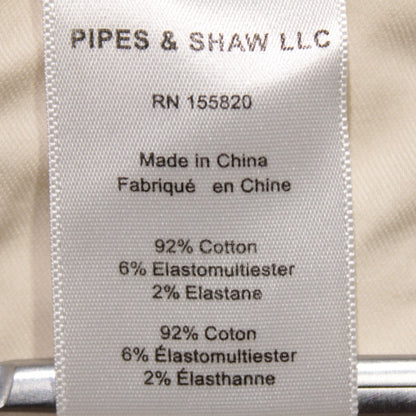 PIPES & SHAW LLC
RN 155820
Made in China
Fabriqué en Chine
92% Cotton
6% Elastomultiester
2% Elastane
92% Coton
6% Élastomultiester
2% Élasthanne